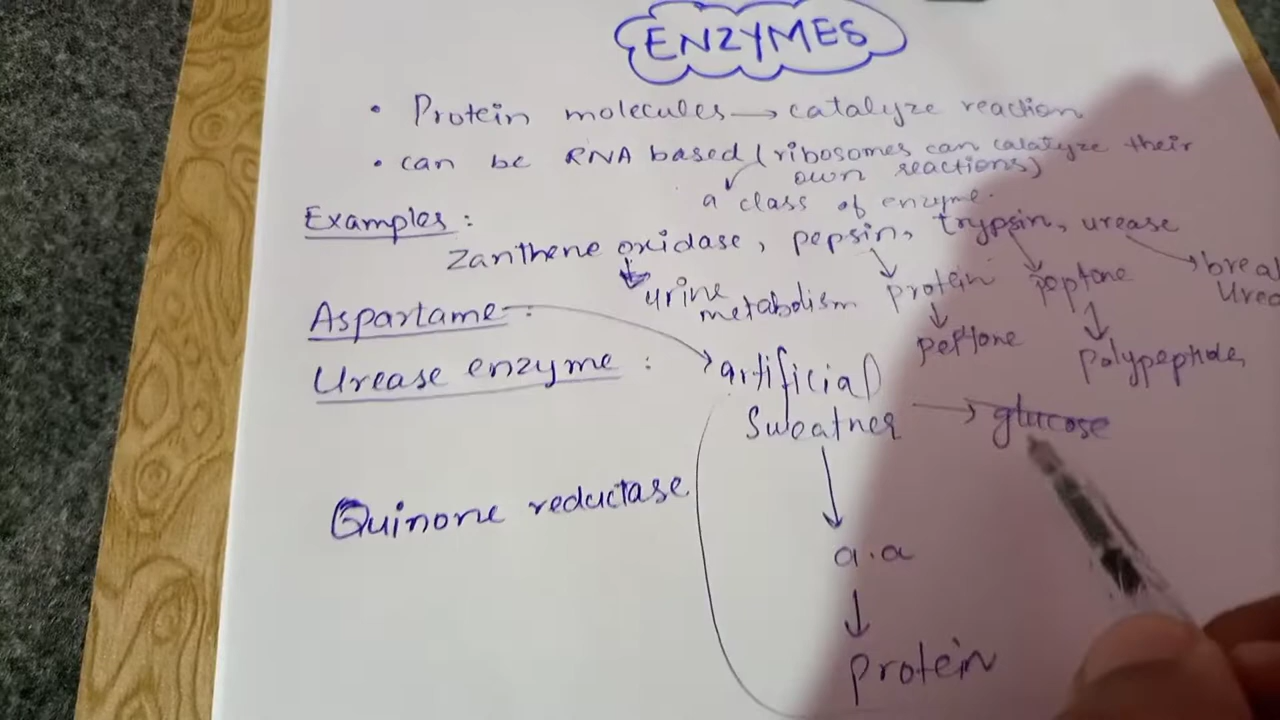 ENZYMES
• Protein molecules → catalyze reaction
• can be RNA based (ribosomes can catalyze their
own reactions)
a class of enzyme.
Examples :
Zanthene oxidase, pepsin, trypsin, urease
urine
metabolism
protein
peptone
peptone
polypeptide
brea
Urea
Aspartame :
Urease enzyme :
artificial
Sweatner → glucose
Quinone reductase
a.a
Protein